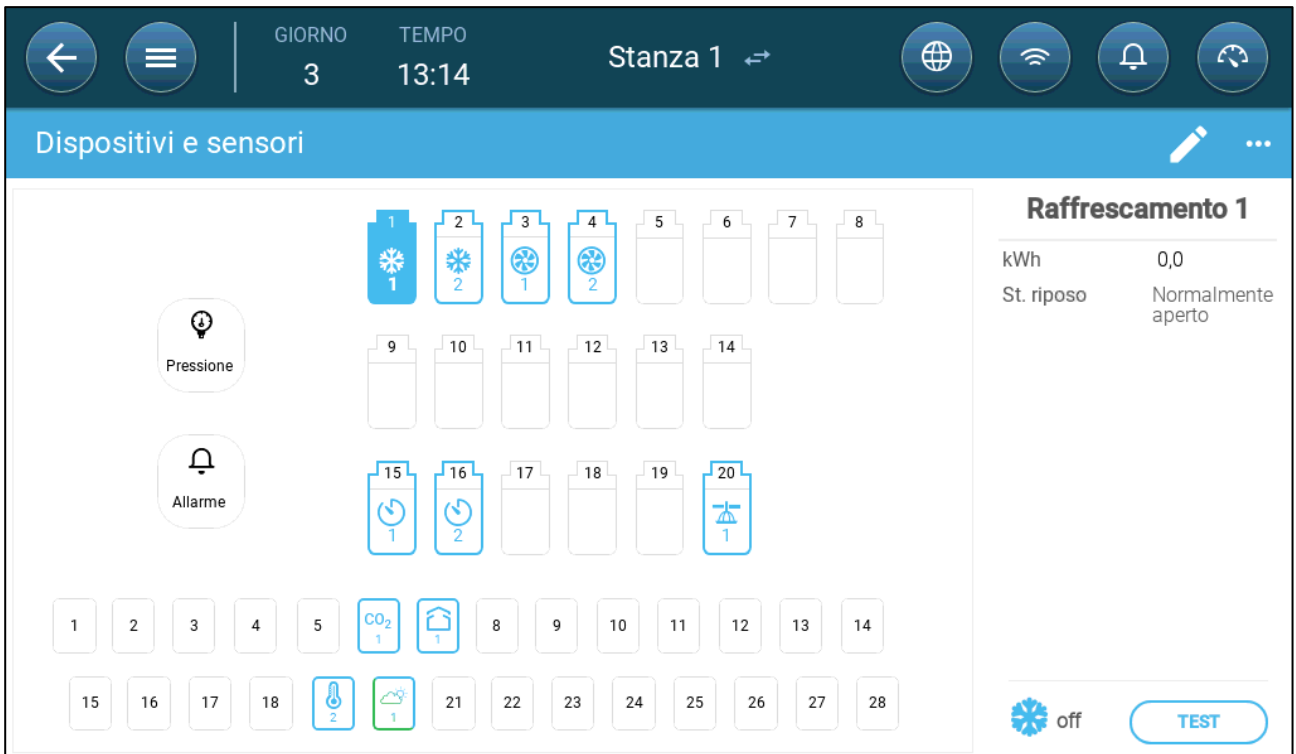 GIORNO TEMPO
3 13:14 Stanza 1
Dispositivi e sensori
Raffrescamento 1
kWh 0,0
St. riposo Normalmente
aperto
1 2 3 4 5 6 7 8
1 2 1 2
Pressione
9 10 11 12 13 14
Allarme
15 16 17 18 19 20
1 2 1
1 2 3 4 5 CO₂ 8 9 10 11 12 13 14
1 1
15 16 17 18 21 22 23 24 25 26 27 28
2 1
off TEST